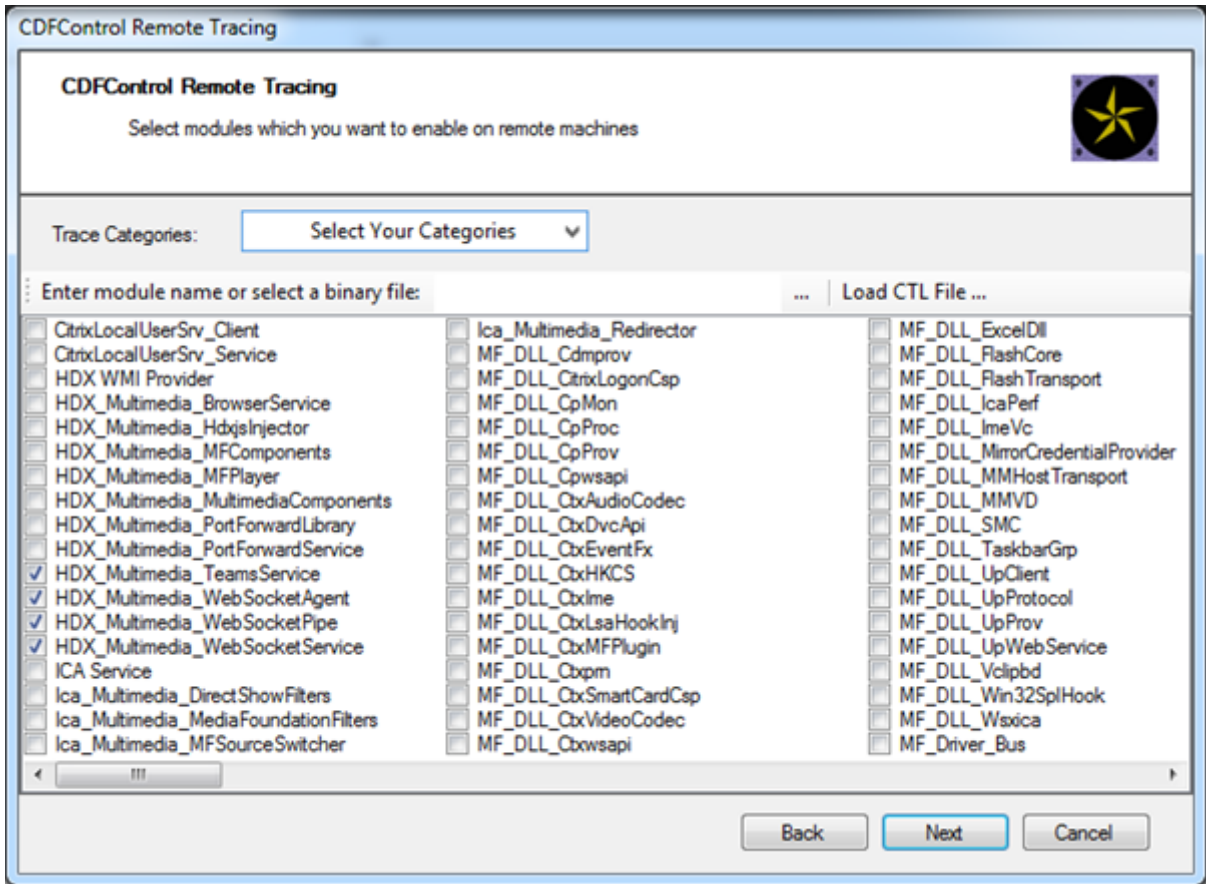 CDFControl Remote Tracing
CDFControl Remote Tracing
Select modules which you want to enable on remote machines
Trace Categories:
Select Your Categories
Enter module name or select a binary file:
...
Load CTL File ...
CitrixLocalUserSrv_Client
CitrixLocalUserSrv_Service
HDX WMI Provider
HDX_Multimedia_BrowserService
HDX_Multimedia_HdxjsInjector
HDX_Multimedia_MFComponents
HDX_Multimedia_MFPlayer
HDX_Multimedia_MultimediaComponents
HDX_Multimedia_PortForwardLibrary
HDX_Multimedia_PortForwardService
HDX_Multimedia_TeamsService
HDX_Multimedia_WebSocketAgent
HDX_Multimedia_WebSocketPipe
HDX_Multimedia_WebSocketService
ICA Service
Ica_Multimedia_DirectShowFilters
Ica_Multimedia_MediaFoundationFilters
Ica_Multimedia_MFSourceSwitcher
Ica_Multimedia_Redirector
MF_DLL_Cdmprov
MF_DLL_CitrixLogonCsp
MF_DLL_CpMon
MF_DLL_CpProc
MF_DLL_CpProv
MF_DLL_Cpwsapi
MF_DLL_CtxAudioCodec
MF_DLL_CtxDvcApi
MF_DLL_CtxEventFx
MF_DLL_CtxHKCS
MF_DLL_CtxIme
MF_DLL_CtxLsaHookInj
MF_DLL_CtxMFPlugin
MF_DLL_Ctxprn
MF_DLL_CtxSmartCardCsp
MF_DLL_CtxVideoCodec
MF_DLL_Ctxwsapi
MF_DLL_ExcelDll
MF_DLL_FlashCore
MF_DLL_FlashTransport
MF_DLL_IcaPerf
MF_DLL_ImeVc
MF_DLL_MirrorCredentialProvider
MF_DLL_MMHostTransport
MF_DLL_MMVD
MF_DLL_SMC
MF_DLL_TaskbarGrp
MF_DLL_UpClient
MF_DLL_UpProtocol
MF_DLL_UpProv
MF_DLL_UpWebService
MF_DLL_Vclipbd
MF_DLL_Win32SplHook
MF_DLL_Wsxica
MF_Driver_Bus
Back
Next
Cancel